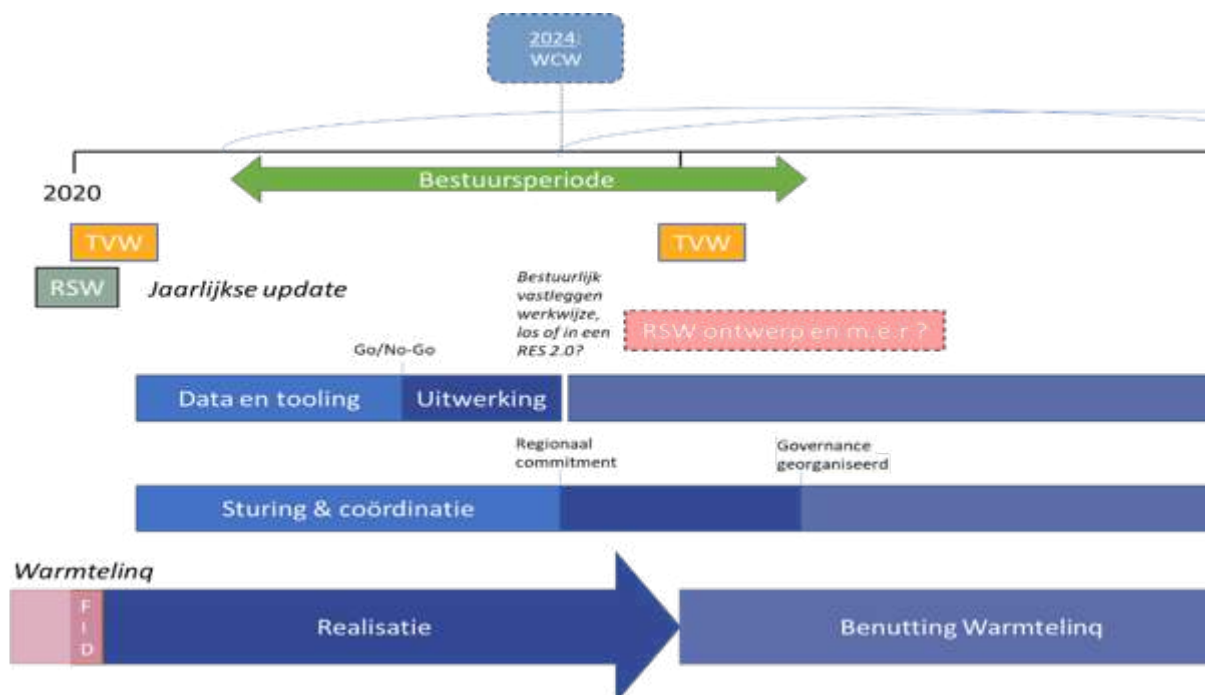 2024:
WCW
2020
Bestuursperiode
TVW
TVW
RSW
Jaarlijkse update
Bestuurlijk
vastleggen
werkwijze,
los of in een
RES 2.0?
RSW ontwerp en m.e.r ?
Go/No-Go
Data en tooling
Uitwerking
Regionaal
commitment
Governance
georganiseerd
Sturing & coördinatie
Warmtelinq
F
I
D
Realisatie
Benutting Warmtelinq